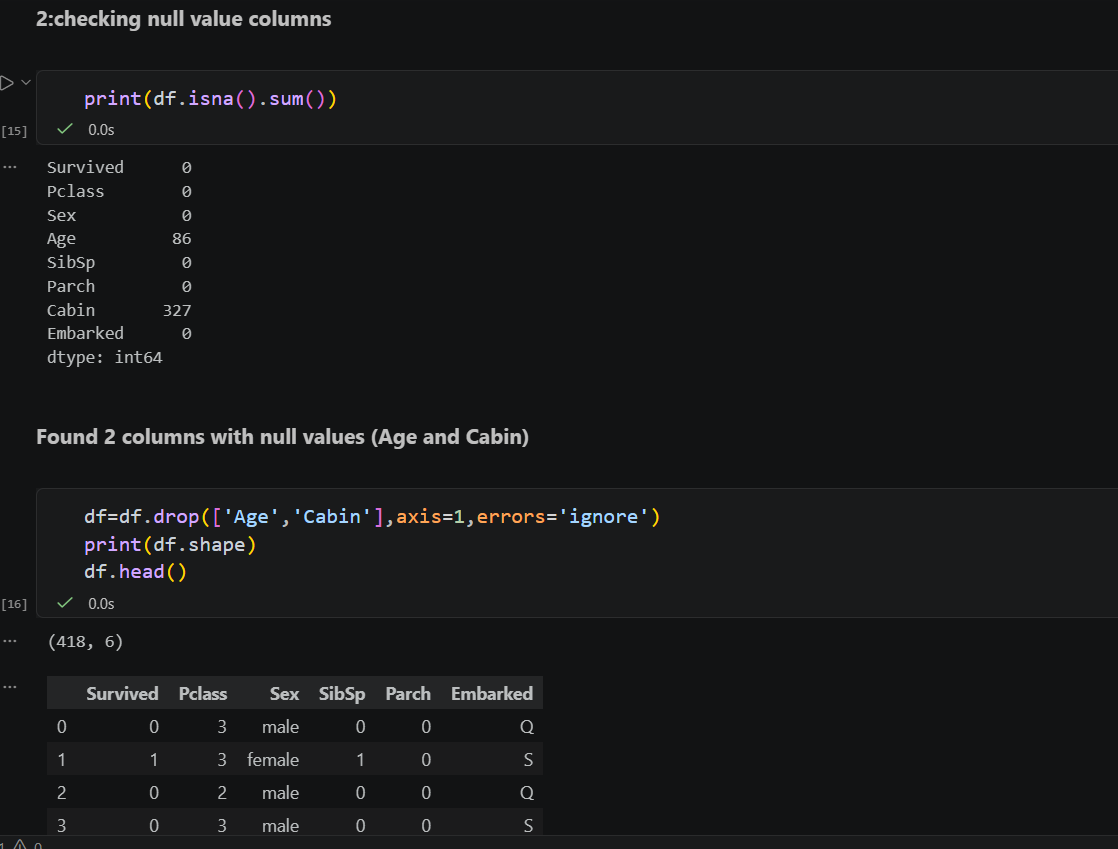 2:checking null value columns
print(df.isna().sum())
[15]
0.0s
...
Survived 0
Pclass 0
Sex 0
Age 86
SibSp 0
Parch 0
Cabin 327
Embarked 0
dtype: int64
Found 2 columns with null values (Age and Cabin)
df=df.drop(['Age','Cabin'],axis=1,errors='ignore')
print(df.shape)
df.head()
[16]
0.0s
...
(418, 6)
...
Survived Pclass Sex SibSp Parch Embarked
0 0 3 male 0 0 Q
1 1 3 female 1 0 S
2 0 2 male 0 0 Q
3 0 3 male 0 0 S